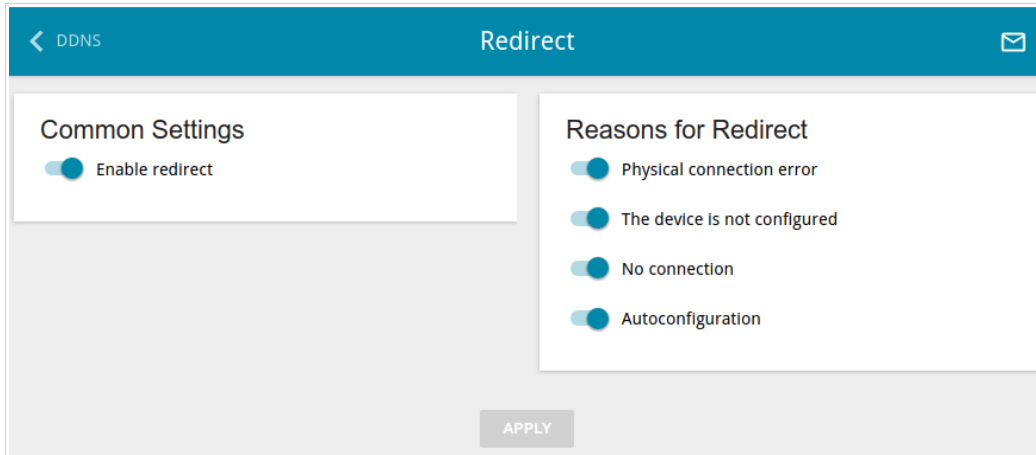 DDNS
Redirect
Common Settings
Enable redirect
Reasons for Redirect
Physical connection error
The device is not configured
No connection
Autoconfiguration
APPLY